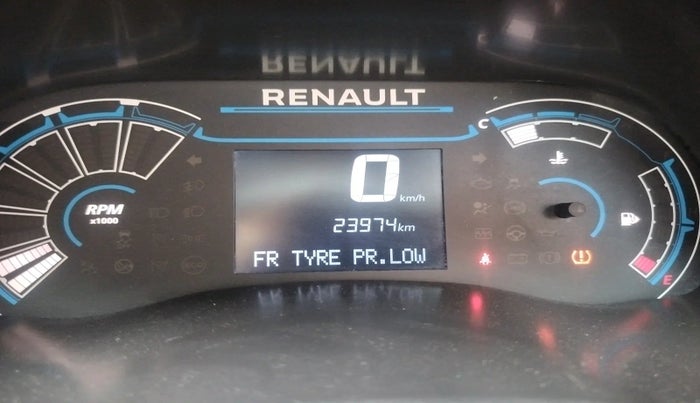 RENAULT
C
0 km/h
RPM
x1000
23974km
FR TYRE PR.LOW
E